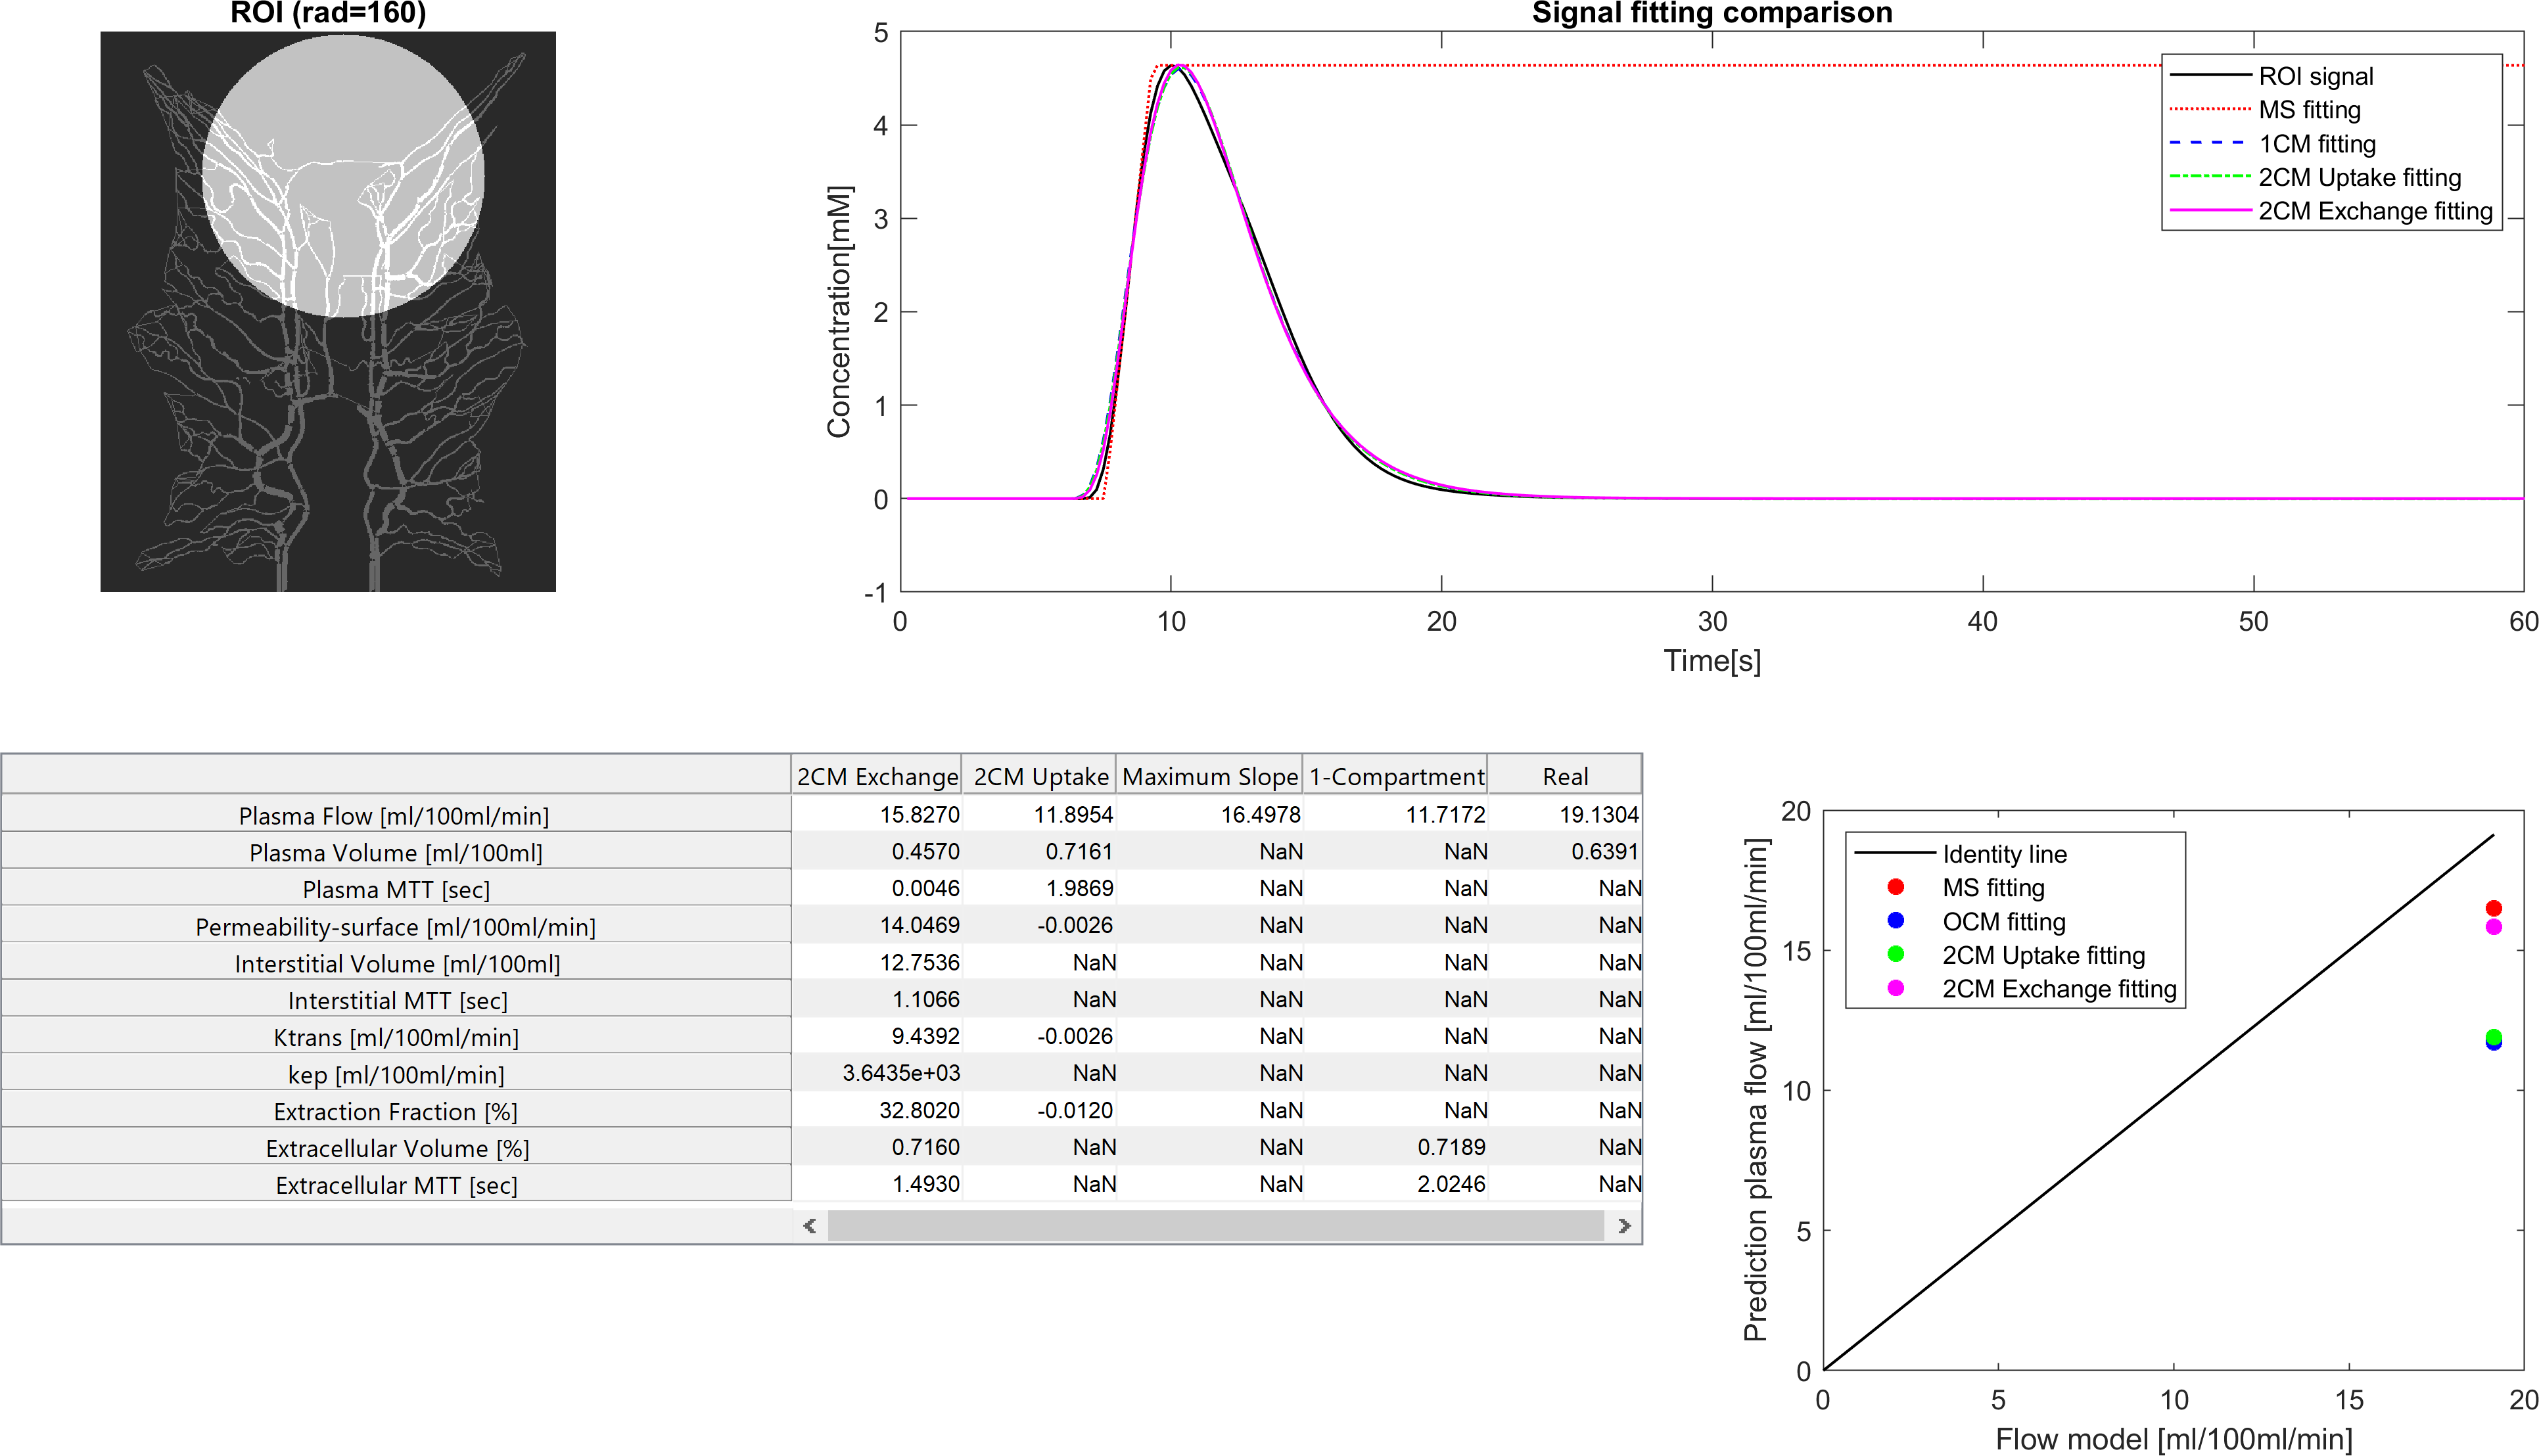 ROI (rad=160)
Signal fitting comparison
5
4
3
2
1
0
-1
Concentration[mM]
0 10 20 30 40 50 60
Time[s]
ROI signal
MS fitting
1CM fitting
2CM Uptake fitting
2CM Exchange fitting
2CM Exchange 2CM Uptake Maximum Slope 1-Compartment Real
Plasma Flow [ml/100ml/min] 15.8270 11.8954 16.4978 11.7172 19.1304
Plasma Volume [ml/100ml] 0.4570 0.7161 NaN NaN 0.6391
Plasma MTT [sec] 0.0046 1.9869 NaN NaN NaN
Permeability-surface [ml/100ml/min] 14.0469 -0.0026 NaN NaN NaN
Interstitial Volume [ml/100ml] 12.7536 NaN NaN NaN NaN
Interstitial MTT [sec] 1.1066 NaN NaN NaN NaN
Ktrans [ml/100ml/min] 9.4392 -0.0026 NaN NaN NaN
kep [ml/100ml/min] 3.6435e+03 NaN NaN NaN NaN
Extraction Fraction [%] 32.8020 -0.0120 NaN NaN NaN
Extracellular Volume [%] 0.7160 NaN NaN 0.7189 NaN
Extracellular MTT [sec] 1.4930 NaN NaN 2.0246 NaN
20
15
10
5
0
Prediction plasma flow [ml/100ml/min]
Identity line
MS fitting
OCM fitting
2CM Uptake fitting
2CM Exchange fitting
0 5 10 15 20
Flow model [ml/100ml/min]